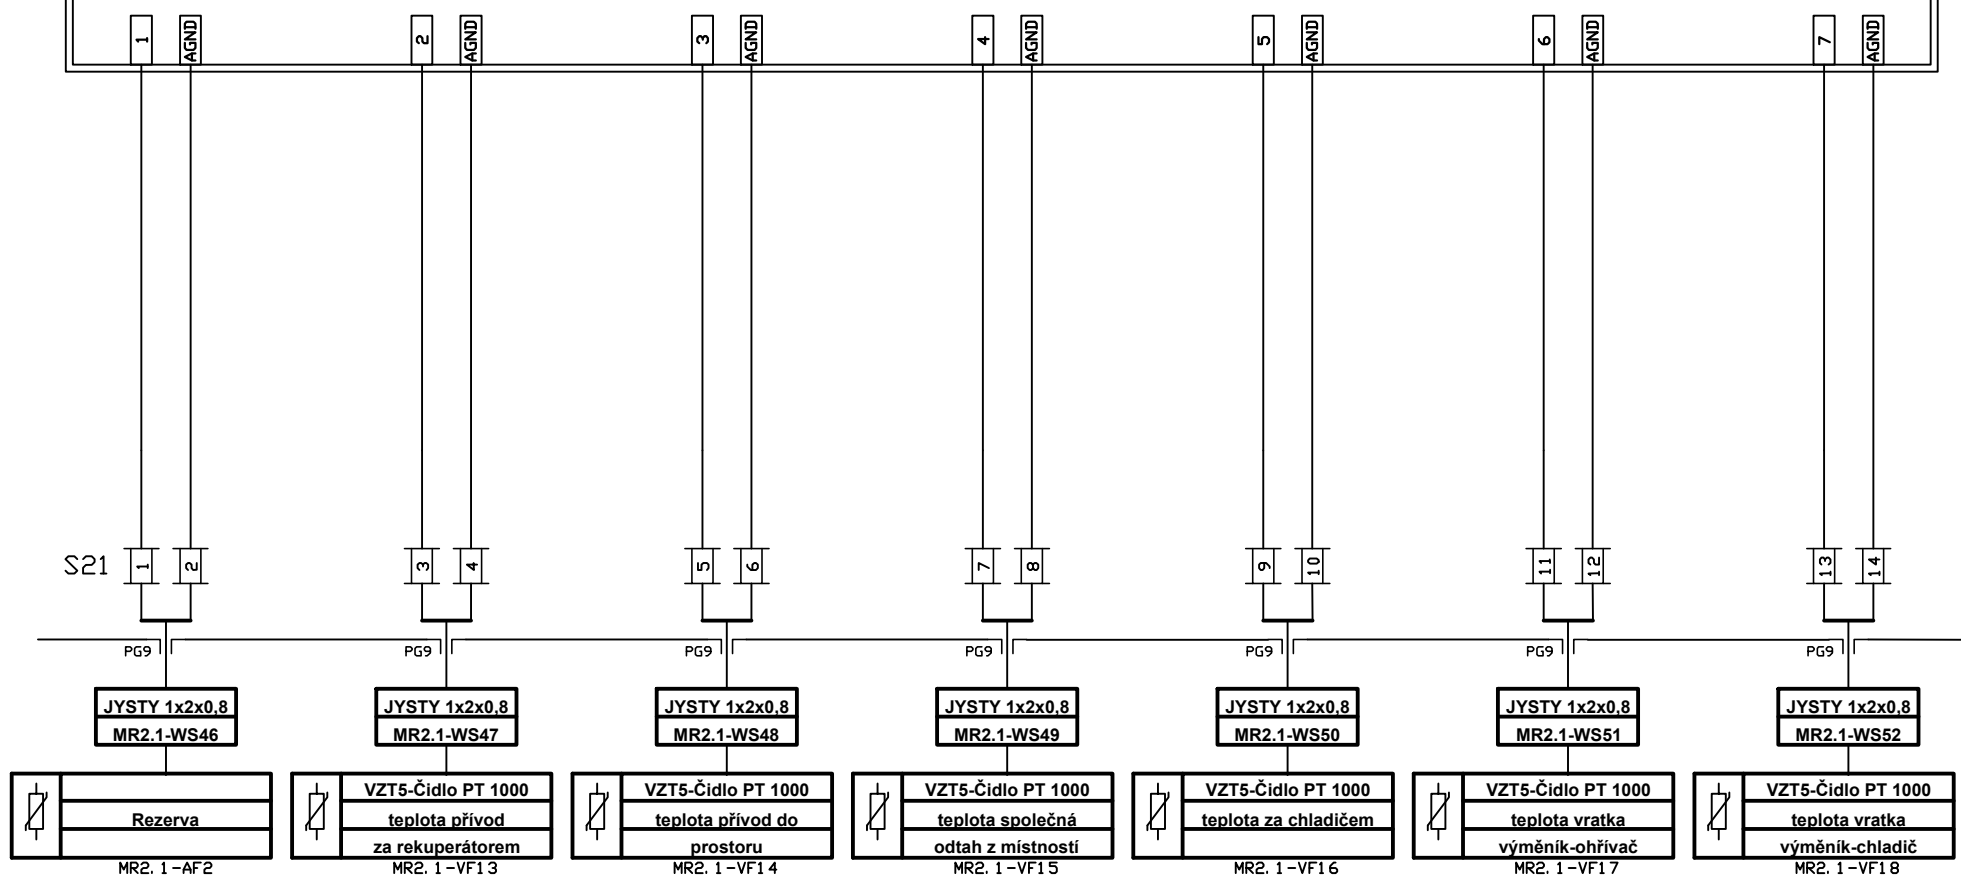 1 AGND 2 AGND 3 AGND 4 AGND 5 AGND 6 AGND 7 AGND
S21 1 2 3 4 5 6 7 8 9 10 11 12 13 14
PG9 PG9 PG9 PG9 PG9 PG9 PG9
JYSTY 1x2x0,8 JYSTY 1x2x0,8 JYSTY 1x2x0,8 JYSTY 1x2x0,8 JYSTY 1x2x0,8 JYSTY 1x2x0,8 JYSTY 1x2x0,8
MR2.1-WS46 MR2.1-WS47 MR2.1-WS48 MR2.1-WS49 MR2.1-WS50 MR2.1-WS51 MR2.1-WS52
VZT5-Čidlo PT 1000 VZT5-Čidlo PT 1000 VZT5-Čidlo PT 1000 VZT5-Čidlo PT 1000 VZT5-Čidlo PT 1000 VZT5-Čidlo PT 1000
Rezerva teplota přívod teplota přívod do teplota společná teplota za chladičem teplota vratka teplota vratka
za rekuperátorem prostoru odtah z místností výměník-ohřívač výměník-chladič
MR2.1-AF2 MR2.1-VF13 MR2.1-VF14 MR2.1-VF15 MR2.1-VF16 MR2.1-VF17 MR2.1-VF18